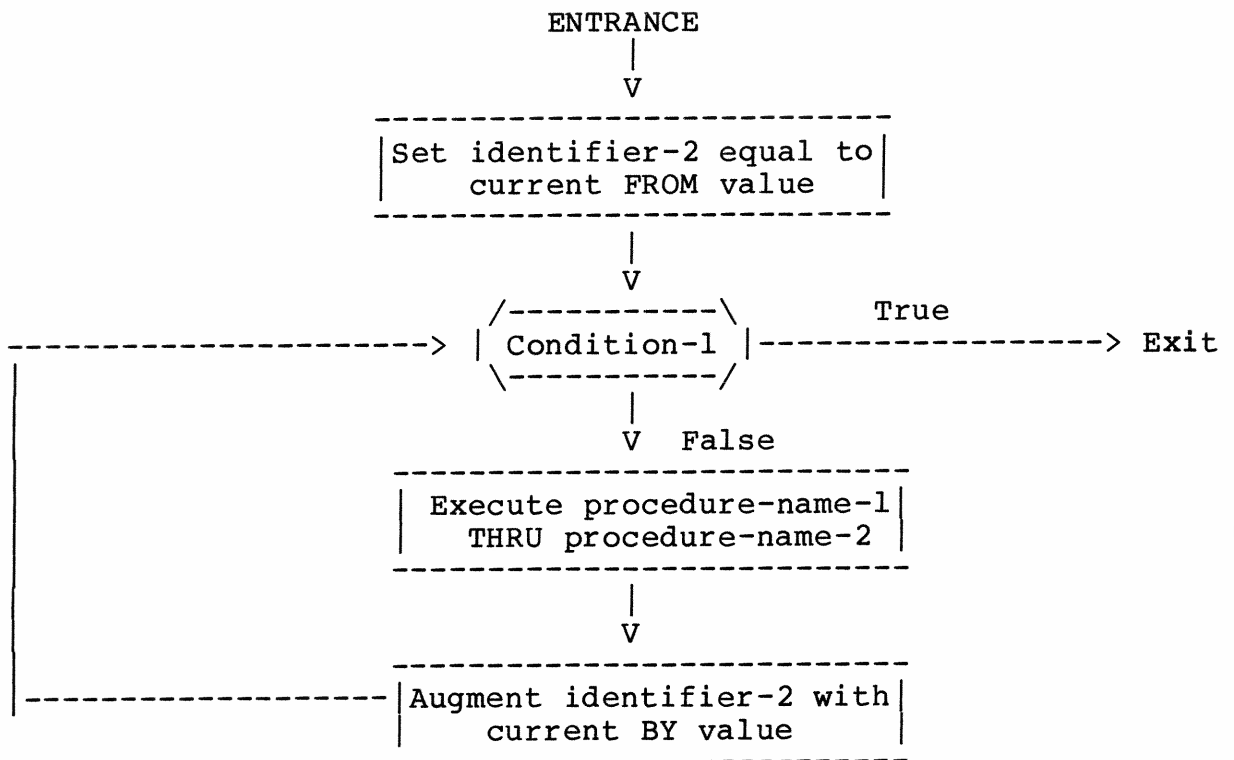 ENTRANCE
Set identifier-2 equal to
current FROM value
True
Condition-1
Exit
False
Execute procedure-name-1
THRU procedure-name-2
Augment identifier-2 with
current BY value